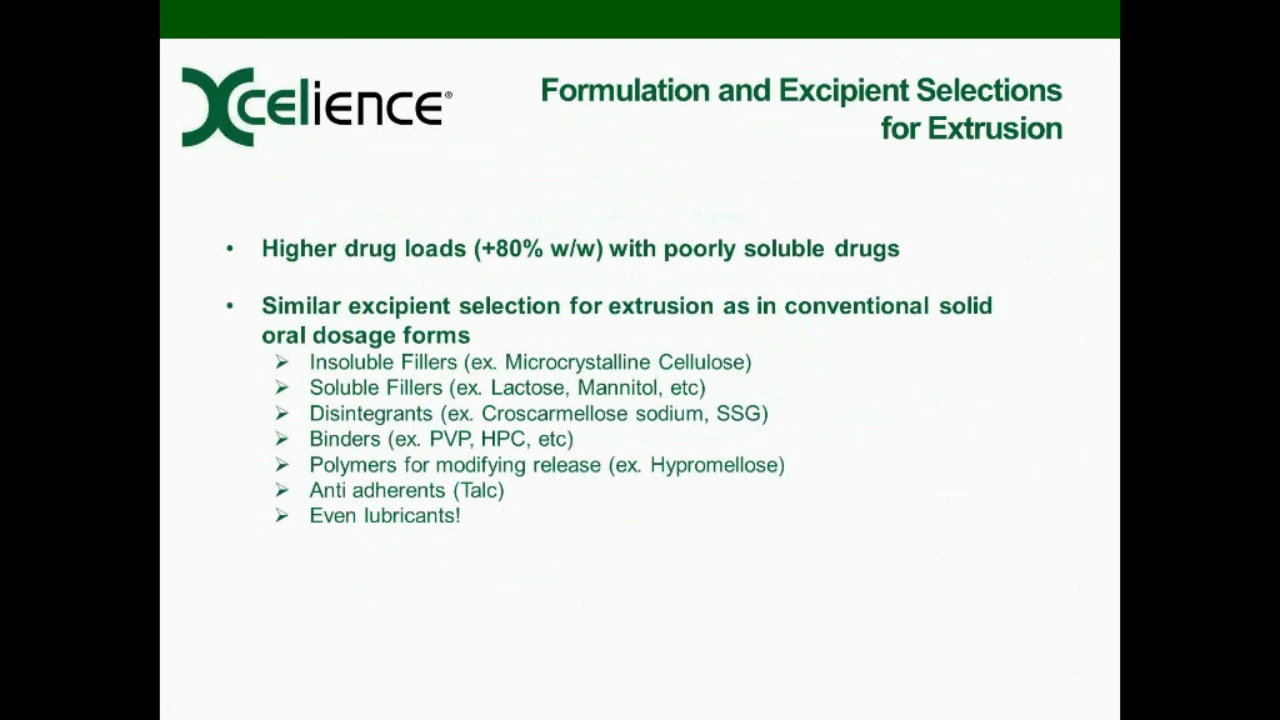 Xcelience®
Formulation and Excipient Selections
for Extrusion
• Higher drug loads (+80% w/w) with poorly soluble drugs
• Similar excipient selection for extrusion as in conventional solid
oral dosage forms
➢ Insoluble Fillers (ex. Microcrystalline Cellulose)
➢ Soluble Fillers (ex. Lactose, Mannitol, etc)
➢ Disintegrants (ex. Croscarmellose sodium, SSG)
➢ Binders (ex. PVP, HPC, etc)
➢ Polymers for modifying release (ex. Hypromellose)
➢ Anti adherents (Talc)
➢ Even lubricants!